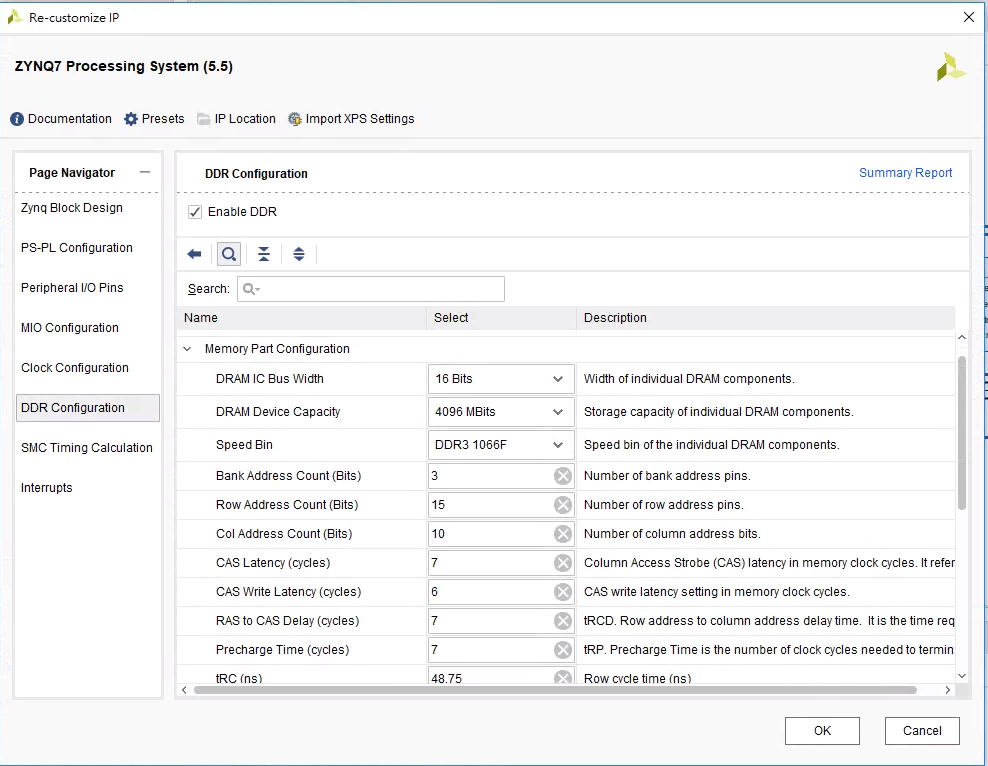 Re-customize IP
ZYNQ7 Processing System (5.5)
Documentation Presets IP Location Import XPS Settings
Page Navigator
Zynq Block Design
PS-PL Configuration
Peripheral I/O Pins
MIO Configuration
Clock Configuration
DDR Configuration
SMC Timing Calculation
Interrupts
DDR Configuration Summary Report
Enable DDR
Search:
Name Select Description
Memory Part Configuration
DRAM IC Bus Width 16 Bits Width of individual DRAM components.
DRAM Device Capacity 4096 MBits Storage capacity of individual DRAM components.
Speed Bin DDR3 1066F Speed bin of the individual DRAM components.
Bank Address Count (Bits) 3 Number of bank address pins.
Row Address Count (Bits) 15 Number of row address pins.
Col Address Count (Bits) 10 Number of column address bits.
CAS Latency (cycles) 7 Column Access Strobe (CAS) latency in memory clock cycles. It refer
CAS Write Latency (cycles) 6 CAS write latency setting in memory clock cycles.
RAS to CAS Delay (cycles) 7 tRCD. Row address to column address delay time. It is the time req
Precharge Time (cycles) 7 tRP. Precharge Time is the number of clock cycles needed to termin
tRC (ns) 48.75 Row cycle time (ns)
OK Cancel